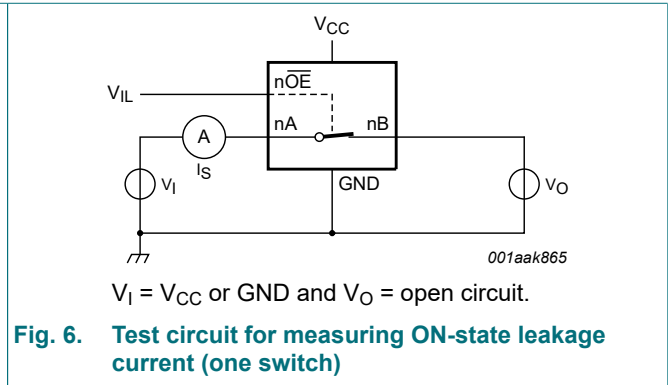 VCC
nOE
VIL
nA
nB
A
IS
VI
GND
VO
001aak865
VI = VCC or GND and VO = open circuit.
Fig. 6. Test circuit for measuring ON-state leakage
current (one switch)